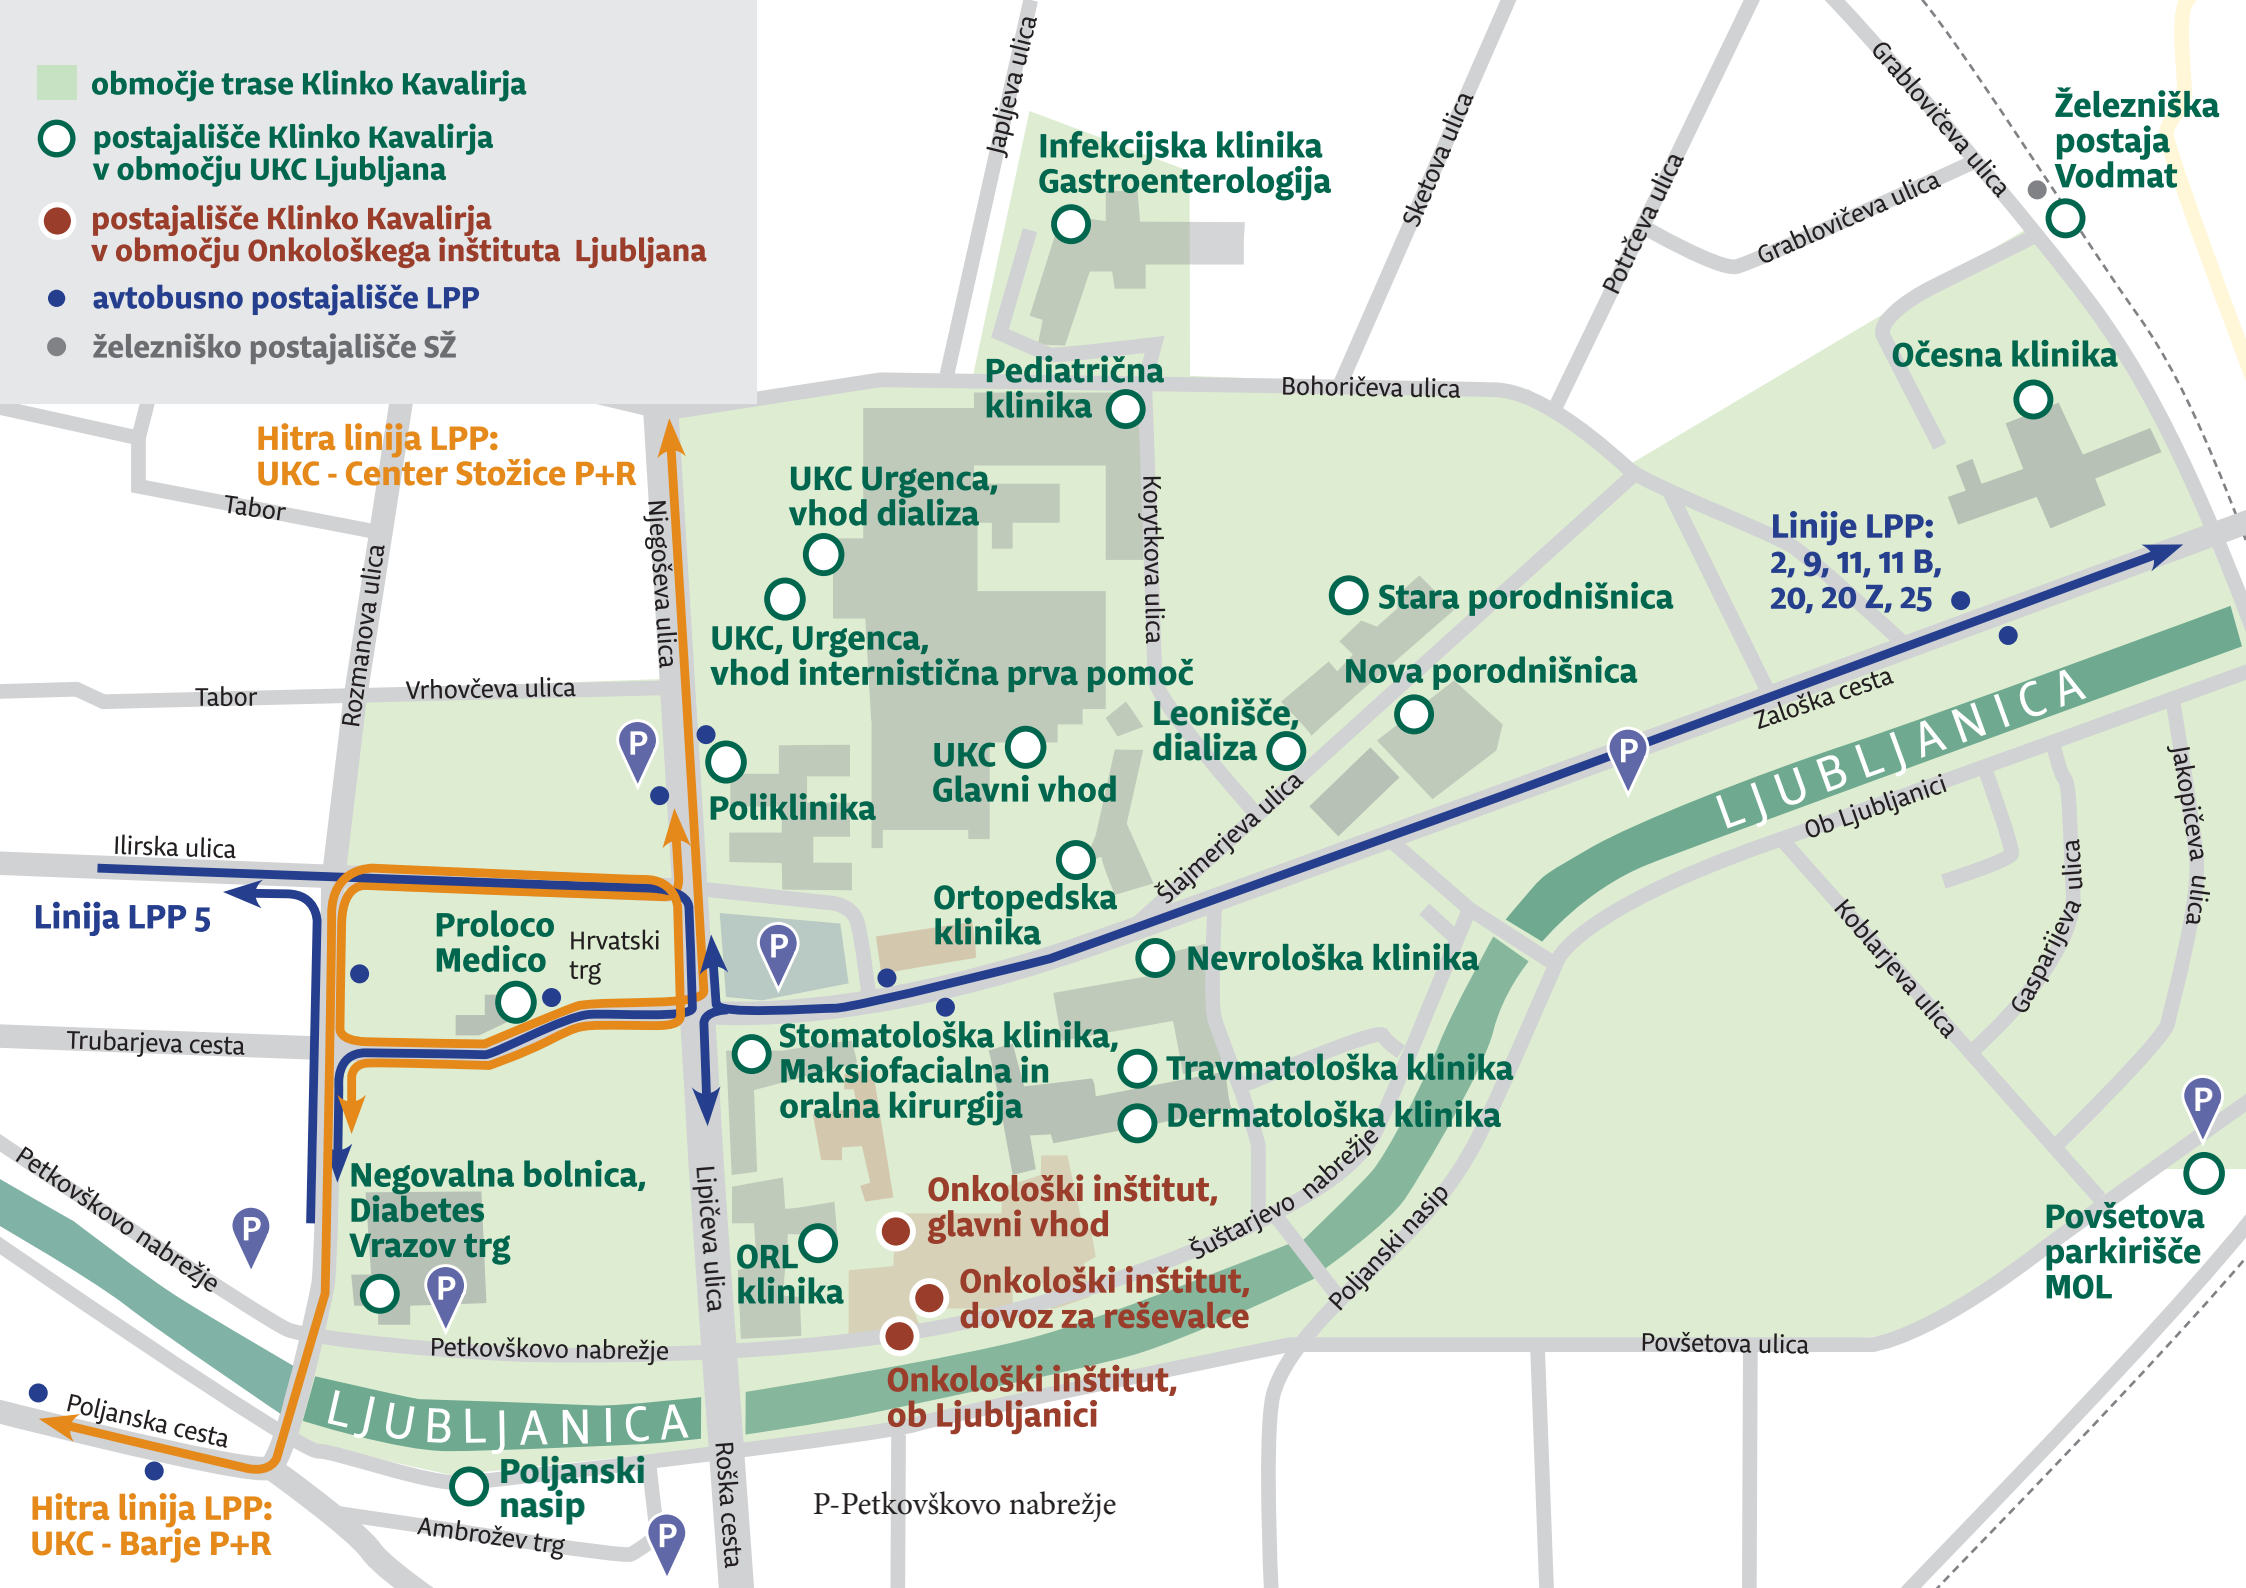 območje trase Klinko Kavalirja
postajališče Klinko Kavalirja
v območju UKC Ljubljana
postajališče Klinko Kavalirja
v območju Onkološkega inštituta Ljubljana
avtobusno postajališče LPP
železniško postajališče SŽ
Japljeva ulica
Infekcijska klinika
Gastroenterologija
Sketova ulica
Potrčeva ulica
Grablovičeva ulica
Grablovičeva ulica
Železniška
postaja
Vodmat
Očesna klinika
Pediatrična
klinika
Bohoričeva ulica
Hitra linija LPP:
UKC - Center Stožice P+R
Tabor
Rozmanova ulica
Njegoševa ulica
UKC Urgenca,
vhod dializa
Korytkova ulica
Linije LPP:
2, 9, 11, 11 B,
20, 20 Z, 25
Stara porodnišnica
UKC, Urgenca,
vhod internistična prva pomoč
Nova porodnišnica
Tabor
Vrhovčeva ulica
P
Leonišče,
dializa
UKC
Glavni vhod
P
Zaloška cesta
LJUBLJANICA
Ob Ljubljanici
Jakopičeva ulica
Poliklinika
Šlajmerjeva ulica
Ilirska ulica
Linija LPP 5
Proloco
Medico
Hrvatski
trg
P
Ortopedska
klinika
Nevrološka klinika
Koblarjeva ulica
Gasparijeva ulica
Trubarjeva cesta
Stomatološka klinika,
Maksiofacialna in
oralna kirurgija
Travmatološka klinika
Dermatološka klinika
P
Petkovškovo nabrežje
P
Negovalna bolnica,
Diabetes
Vrazov trg
P
Lipičeva ulica
ORL
klinika
Onkološki inštitut,
glavni vhod
Onkološki inštitut,
dovoz za reševalce
Onkološki inštitut,
ob Ljubljanici
Šuštarjevo nabrežje
Poljanski nasip
Povšetova
parkirišče
MOL
Petkovškovo nabrežje
Povšetova ulica
LJUBLJANICA
Poljanska cesta
Poljanski
nasip
Roška cesta
P-Petkovškovo nabrežje
Hitra linija LPP:
UKC - Barje P+R
Ambrožev trg
P